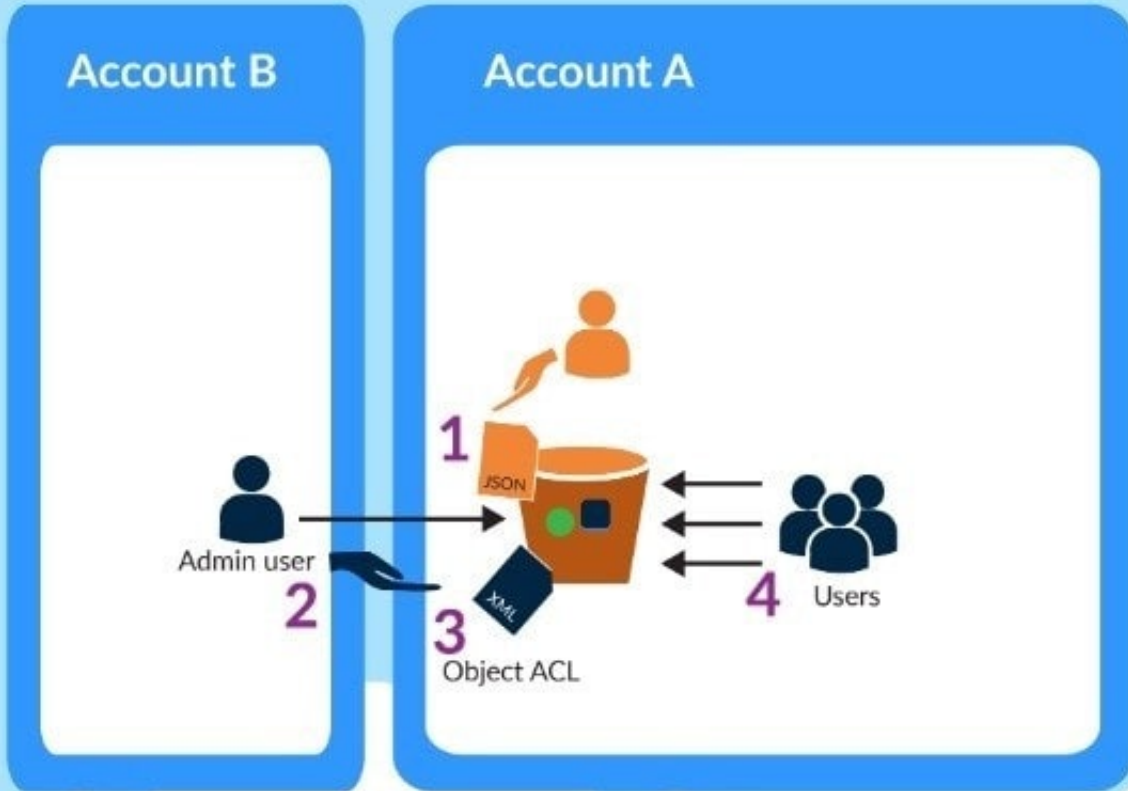 Account B
Account A
1
JSON
Admin user
2
3
XML
Object ACL
4
Users